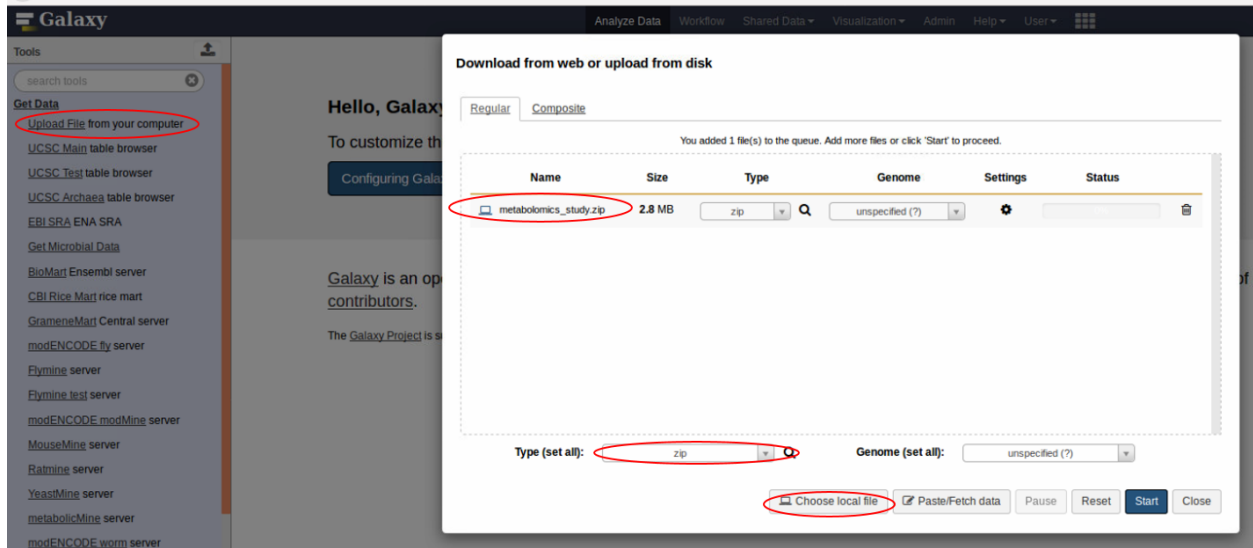 Galaxy
Analyze Data Workflow Shared Data Visualization Admin Help User
Tools
search tools
Get Data
Upload File from your computer
UCSC Main table browser
UCSC Test table browser
UCSC Archaea table browser
EBI SRA ENA SRA
Get Microbial Data
BioMart Ensembl server
CBI Rice Mart rice mart
GrameneMart Central server
modENCODE fly server
Flymine server
Flymine test server
modENCODE modMine server
MouseMine server
Ratmine server
YeastMine server
metabolicMine server
modENCODE worm server
Hello, Galaxy
To customize th
Configuring Gala
Galaxy is an op
of
contributors.
The Galaxy Project is s
Download from web or upload from disk
Regular Composite
You added 1 file(s) to the queue. Add more files or click 'Start' to proceed.
Name Size Type Genome Settings Status
metabolomics_study.zip 2.8 MB zip unspecified (?)
Type (set all): zip Genome (set all): unspecified (?)
Choose local file Paste/Fetch data Pause Reset Start Close